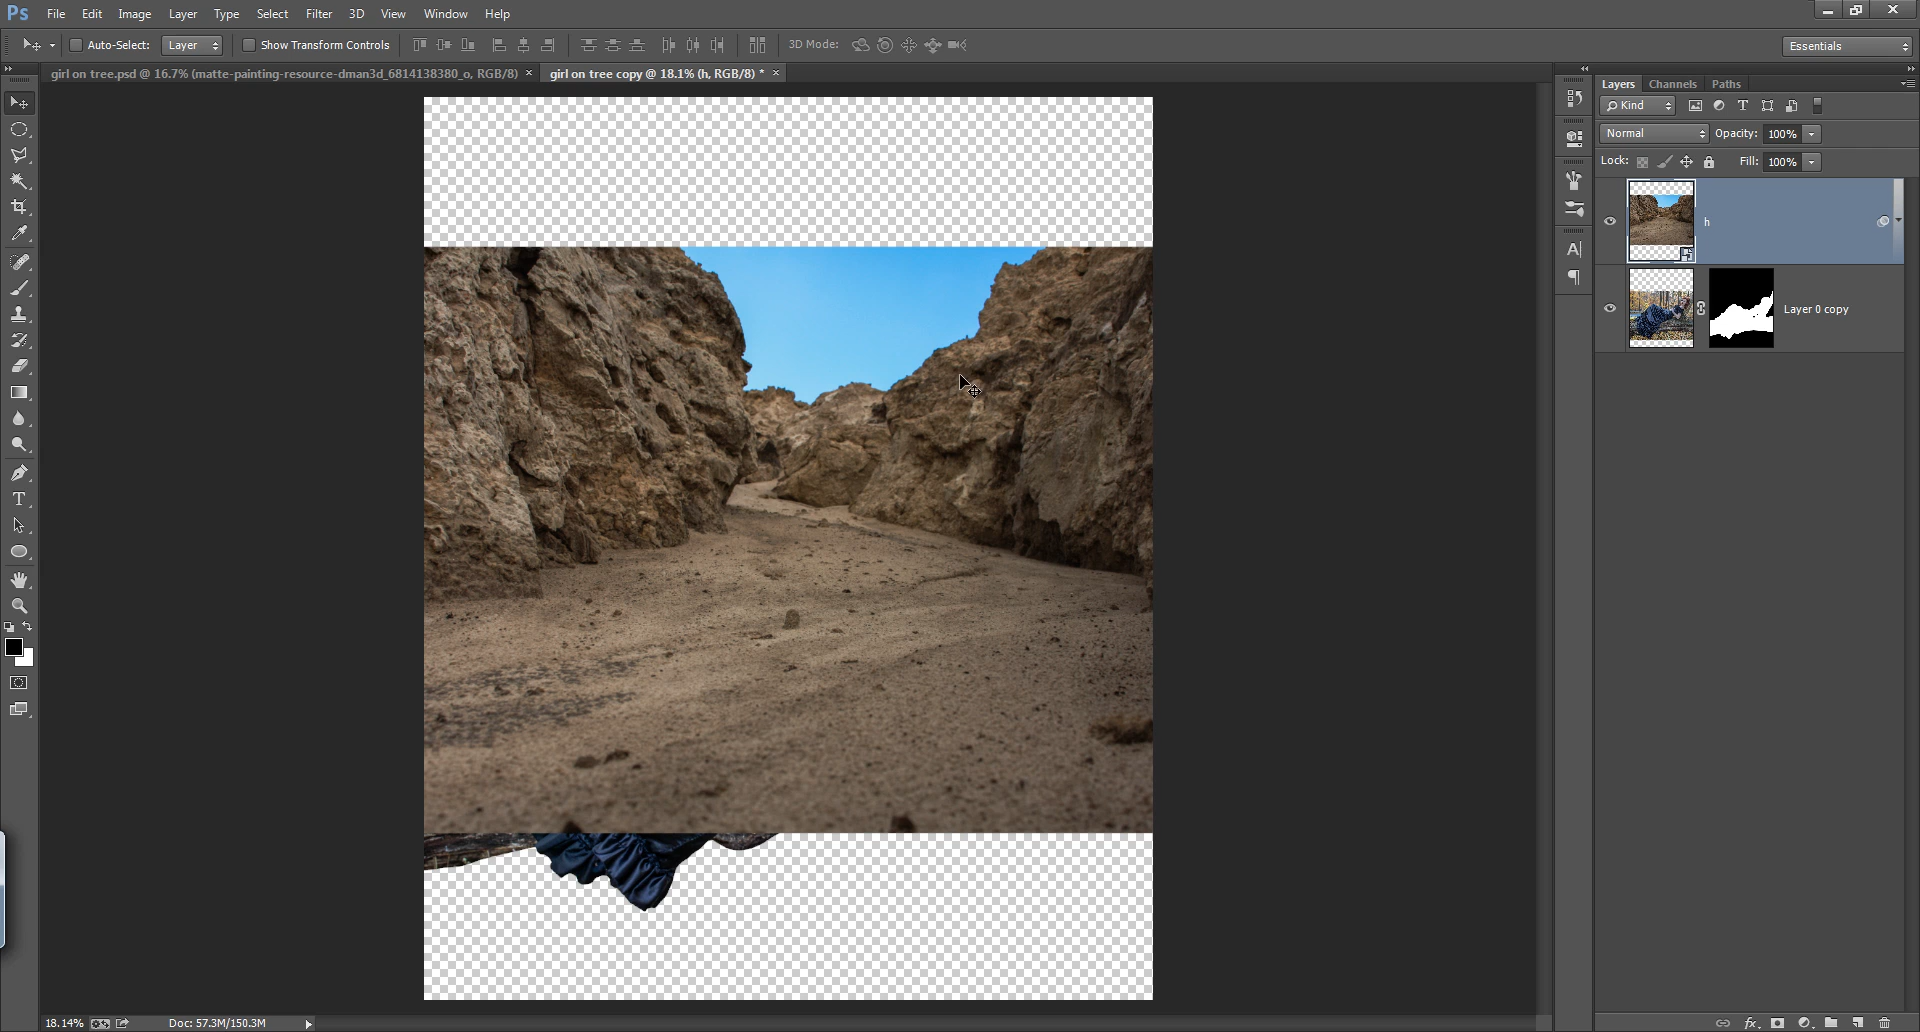 Ps File Edit Image Layer Type Select Filter 3D View Window Help
Auto-Select: Layer Show Transform Controls 3D Mode: Essentials
girl on tree.psd @ 16.7% (matte-painting-resource-dman3d_6814138380_o, RGB/8) × girl on tree copy @ 18.1% (h, RGB/8) * ×
Layers Channels Paths
Kind
Normal Opacity: 100%
Lock: Fill: 100%
h
Layer 0 copy
18.14% Doc: 57.3M/150.3M